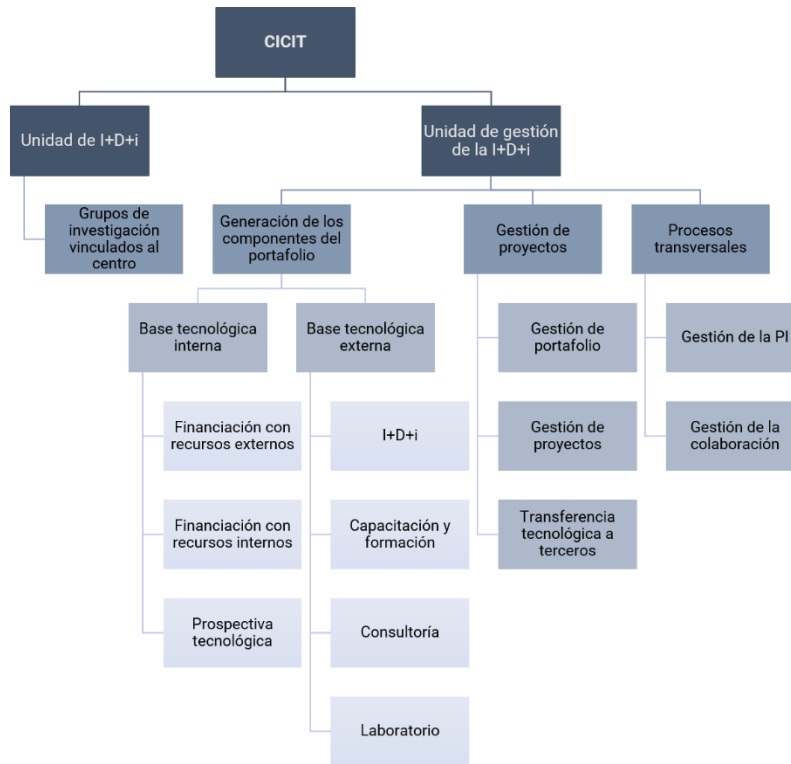 CICIT
Unidad de I+D+i
Unidad de gestión
de la I+D+i
Grupos de
investigación
vinculados al
centro
Generación de los
componentes del
portafolio
Gestión de
proyectos
Procesos
transversales
Base tecnológica
interna
Base tecnológica
externa
Gestión de
portafolio
Gestión de la PI
Financiación con
recursos externos
I+D+i
Gestión de
proyectos
Gestión de la
colaboración
Financiación con
recursos internos
Capacitación y
formación
Transferencia
tecnológica a
terceros
Prospectiva
tecnológica
Consultoría
Laboratorio